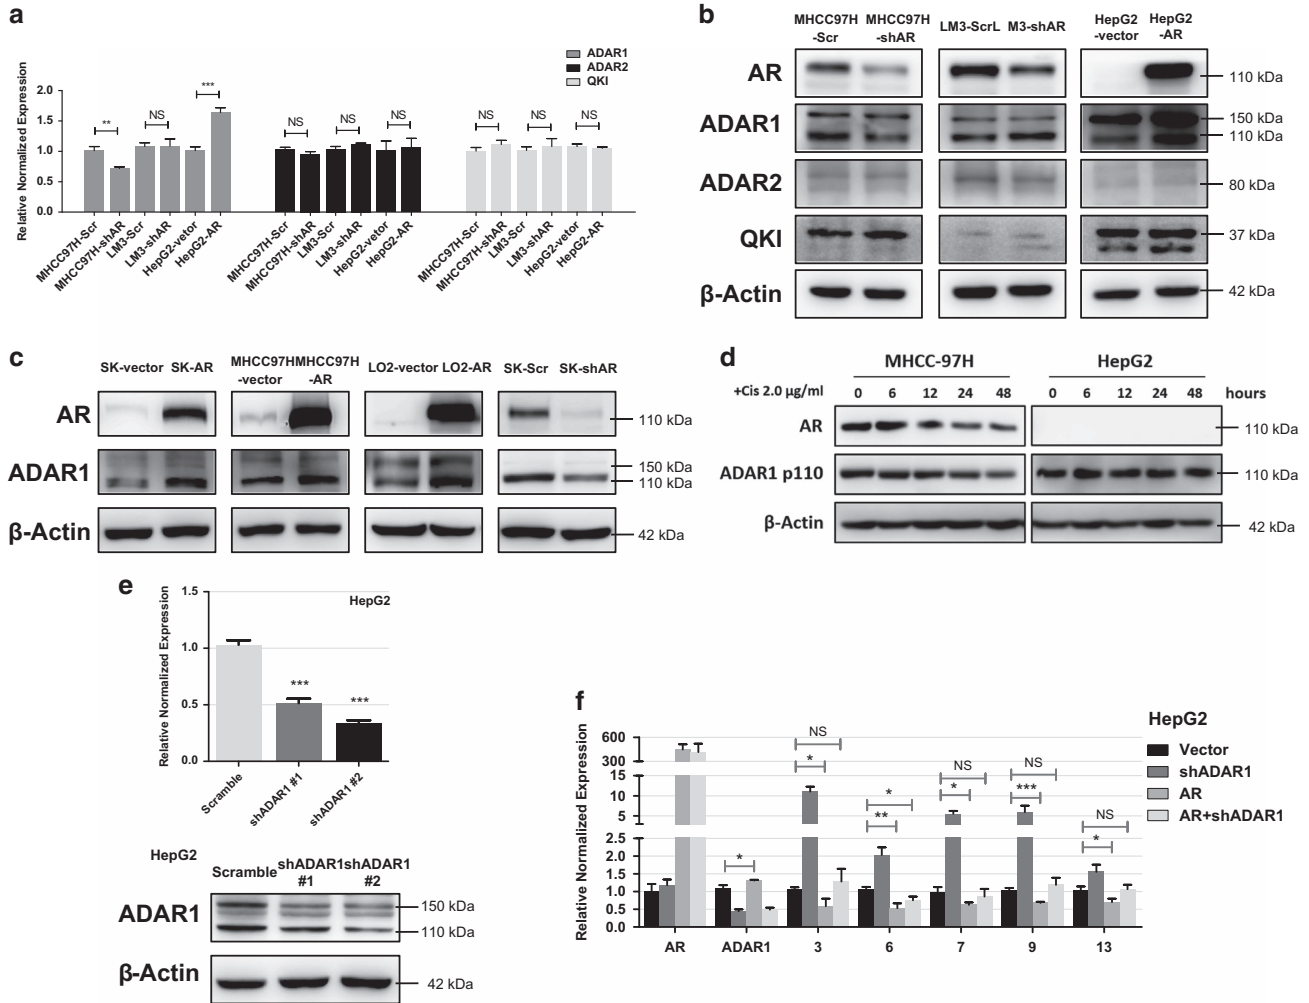 a
ADAR1
ADAR2
QKI
Relative Normalized Expression
2.0
1.5
1.0
0.5
0.0
** NS *** NS NS NS NS NS NS
MHCC97H-Scr
MHCC97H-shAR
LM3-Scr
LM3-shAR
HepG2-vetor
HepG2-AR
MHCC97H-Scr
MHCC97H-shAR
LM3-Scr
LM3-shAR
HepG2-vetor
HepG2-AR
MHCC97H-Scr
MHCC97H-shAR
LM3-Scr
LM3-shAR
HepG2-vetor
HepG2-AR
b
MHCC97H
-Scr
MHCC97H
-shAR
LM3-ScrL M3-shAR
HepG2
-vector
HepG2
-AR
AR
110 kDa
ADAR1
150 kDa
110 kDa
ADAR2
80 kDa
QKI
37 kDa
β-Actin
42 kDa
c
SK-vector SK-AR
MHCC97HMHCC97H
-vector -AR
LO2-vector LO2-AR
SK-Scr SK-shAR
AR
110 kDa
ADAR1
150 kDa
110 kDa
β-Actin
42 kDa
d
MHCC-97H HepG2
+Cis 2.0 µg/ml 0 6 12 24 48 0 6 12 24 48 hours
AR
110 kDa
ADAR1 p110
110 kDa
β-Actin
42 kDa
e
Relative Normalized Expression
1.5
1.0
0.5
0.0
HepG2
***
***
Scramble
shADAR1 #1
shADAR1 #2
HepG2
Scramble shADAR1shADAR1
#1 #2
ADAR1
150 kDa
110 kDa
β-Actin
42 kDa
f
Relative Normalized Expression
600
300
15
10
5
2.5
2.0
1.5
1.0
0.5
0.0
*
NS
*
*
**
NS
*
NS
***
NS
*
AR ADAR1 3 6 7 9 13
HepG2
Vector
shADAR1
AR
AR+shADAR1